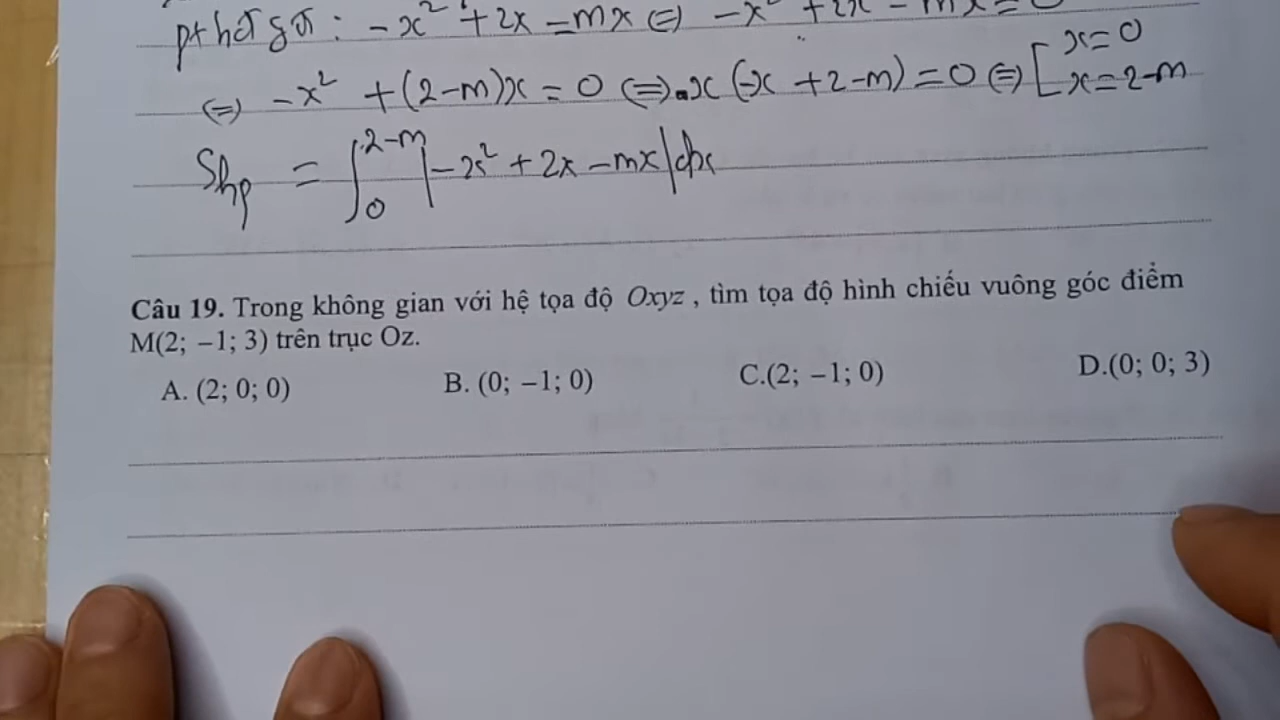 pt hđ gđ : -x² + 2x = mx ⇔ -x² + 2x - mx = 0
⇔ -x² + (2-m)x = 0 ⇔ x(-x + 2-m) = 0 ⇔ [ x = 0
x = 2-m
Shp = ∫₀^{2-m} |-x² + 2x - mx| dx
Câu 19. Trong không gian với hệ tọa độ Oxyz , tìm tọa độ hình chiếu vuông góc điểm
M(2; −1; 3) trên trục Oz.
A. (2; 0; 0) B. (0; −1; 0) C.(2; −1; 0) D.(0; 0; 3)